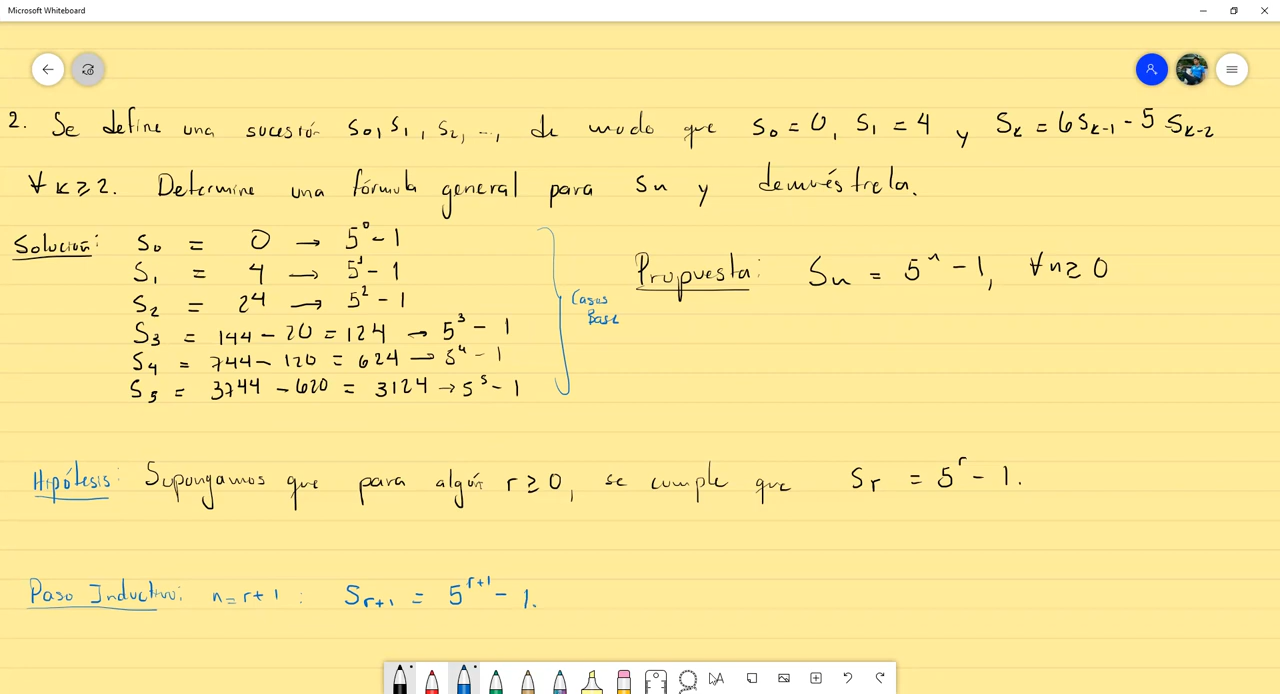 Microsoft Whiteboard
2. Se define una sucesión S₀, S₁, S₂, ..., de modo que S₀ = 0, S₁ = 4 y Sₖ = 6Sₖ₋₁ - 5 Sₖ₋₂
∀ k ≥ 2. Determine una fórmula general para Sₙ y demuéstrela.
Solución: S₀ = 0 → 5⁰ - 1
S₁ = 4 → 5¹ - 1
S₂ = 24 → 5² - 1
S₃ = 144 - 20 = 124 → 5³ - 1
S₄ = 744 - 120 = 624 → 5⁴ - 1
S₅ = 3744 - 620 = 3124 → 5⁵ - 1
Casos
Base
Propuesta: Sₙ = 5ⁿ - 1, ∀ n ≥ 0
Hipótesis: Supongamos que para algún r ≥ 0, se cumple que Sᵣ = 5ʳ - 1.
Paso Inductivo: n = r + 1 : Sᵣ₊₁ = 5ʳ⁺¹ - 1.